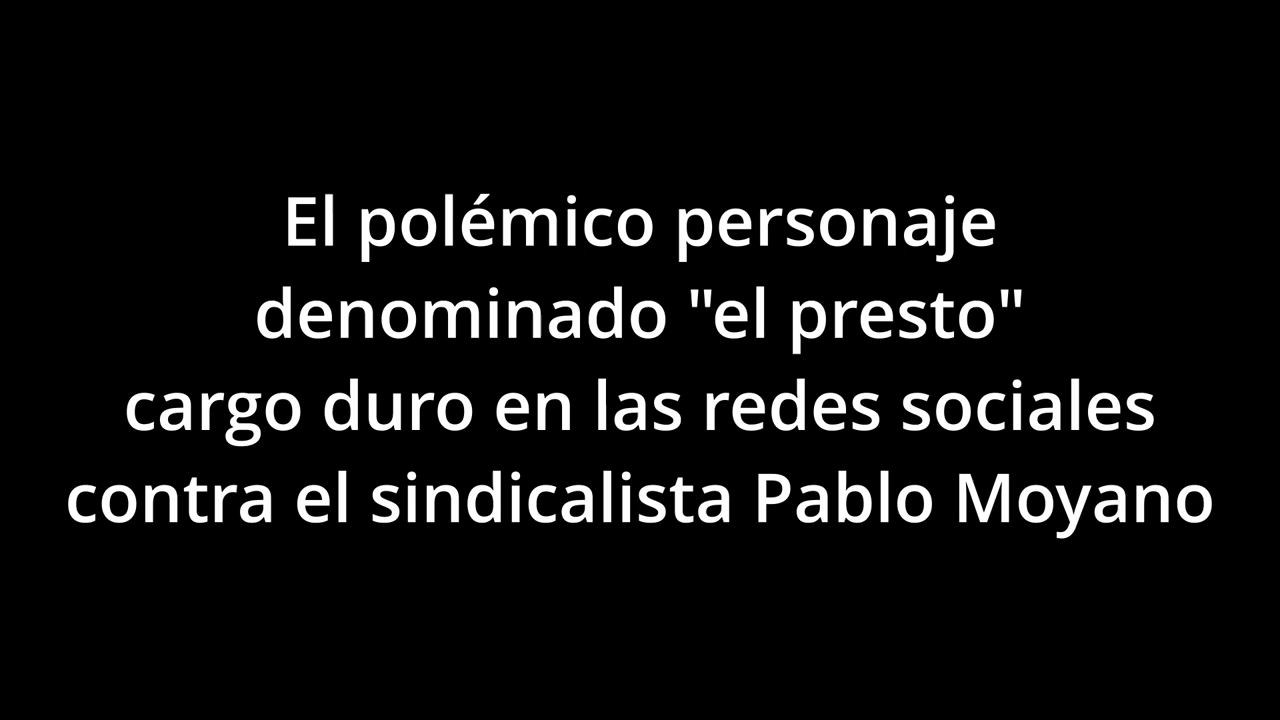 El polémico personaje
denominado "el presto"
cargo duro en las redes sociales
contra el sindicalista Pablo Moyano